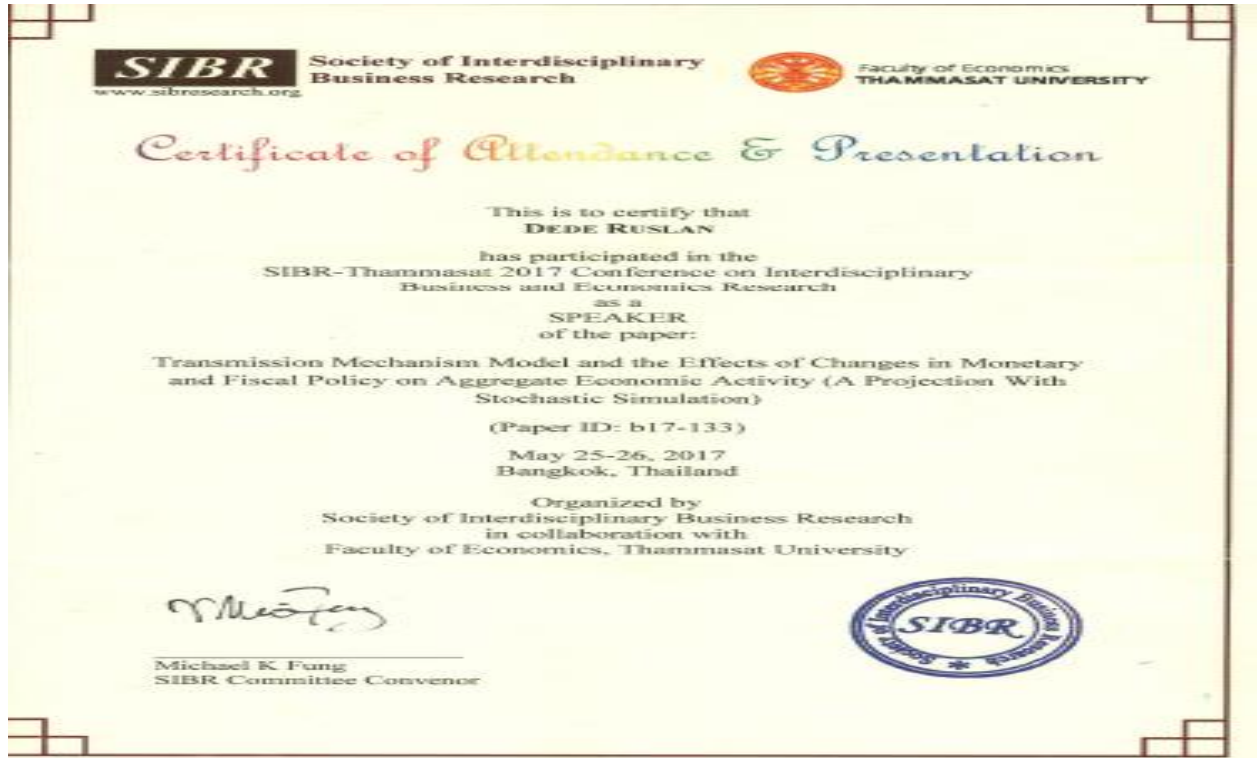 SIBR
www.sibresearch.org
Society of Interdisciplinary
Business Research
Faculty of Economics
THAMMASAT UNIVERSITY
Certificate of Attendance & Presentation
This is to certify that
DEDE RUSLAN
has participated in the
SIBR-Thammasat 2017 Conference on Interdisciplinary
Business and Economics Research
as a
SPEAKER
of the paper:
Transmission Mechanism Model and the Effects of Changes in Monetary
and Fiscal Policy on Aggregate Economic Activity (A Projection With
Stochastic Simulation)
(Paper ID: b17-133)
May 25-26, 2017
Bangkok, Thailand
Organized by
Society of Interdisciplinary Business Research
in collaboration with
Faculty of Economics, Thammasat University
Michael K Fung
SIBR Committee Convenor
Society of Interdisciplinary Business Research
SIBR